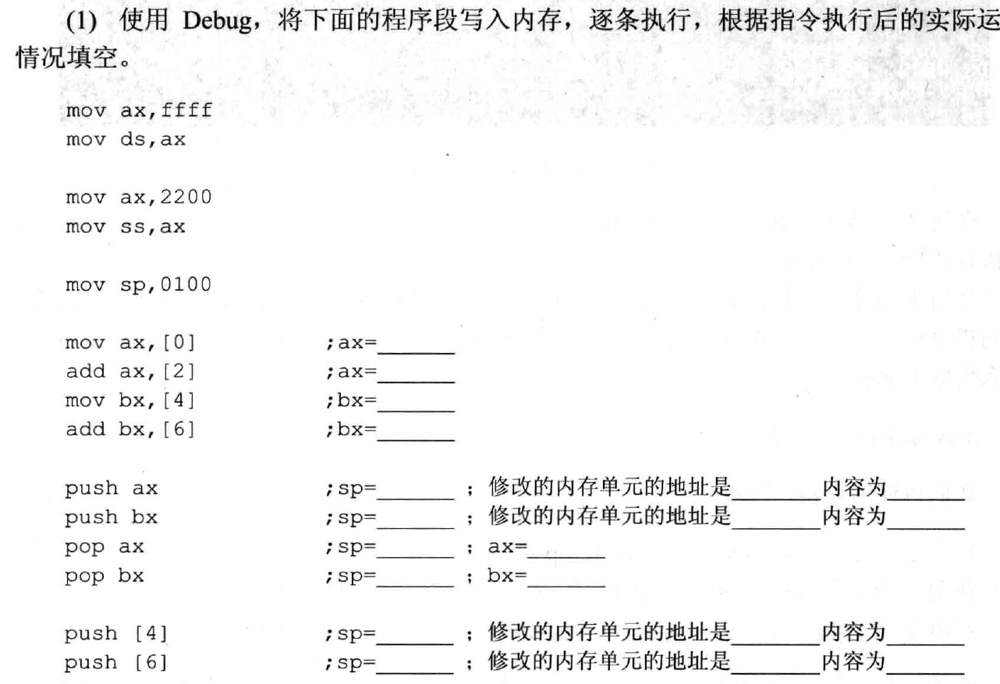 (1) 使用 Debug，将下面的程序段写入内存，逐条执行，根据指令执行后的实际运
情况填空。
mov ax,ffff
mov ds,ax
mov ax,2200
mov ss,ax
mov sp,0100
mov ax,[0] ;ax=______
add ax,[2] ;ax=______
mov bx,[4] ;bx=______
add bx,[6] ;bx=______
push ax ;sp=______ ；修改的内存单元的地址是______内容为______
push bx ;sp=______ ；修改的内存单元的地址是______内容为______
pop ax ;sp=______ ；ax=______
pop bx ;sp=______ ；bx=______
push [4] ;sp=______ ；修改的内存单元的地址是______内容为______
push [6] ;sp=______ ；修改的内存单元的地址是______内容为______